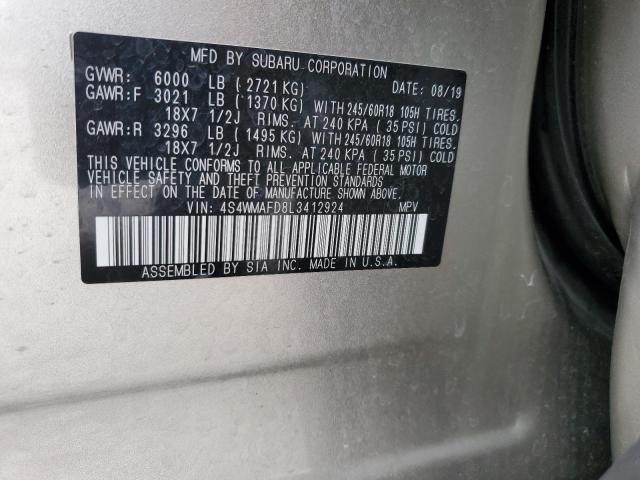 MFD BY SUBARU CORPORATION
GVWR: 6000 LB (2721 KG) DATE: 08/19
GAWR:F 3021 LB (1370 KG) WITH 245/60R18 105H TIRES.
18X7 1/2J RIMS. AT 240 KPA (35 PSI) COLD
GAWR:R 3296 LB (1495 KG) WITH 245/60R18 105H TIRES.
18X7 1/2J RIMS. AT 240 KPA (35 PSI) COLD
THIS VEHICLE CONFORMS TO ALL APPLICABLE FEDERAL MOTOR
VEHICLE SAFETY AND THEFT PREVENTION STANDARDS IN EFFECT
ON THE DATE OF MANUFACTURE SHOWN ABOVE.
VIN: 4S4WMAFD8L3412924 MPV
ASSEMBLED BY SIA INC. MADE IN U.S.A.